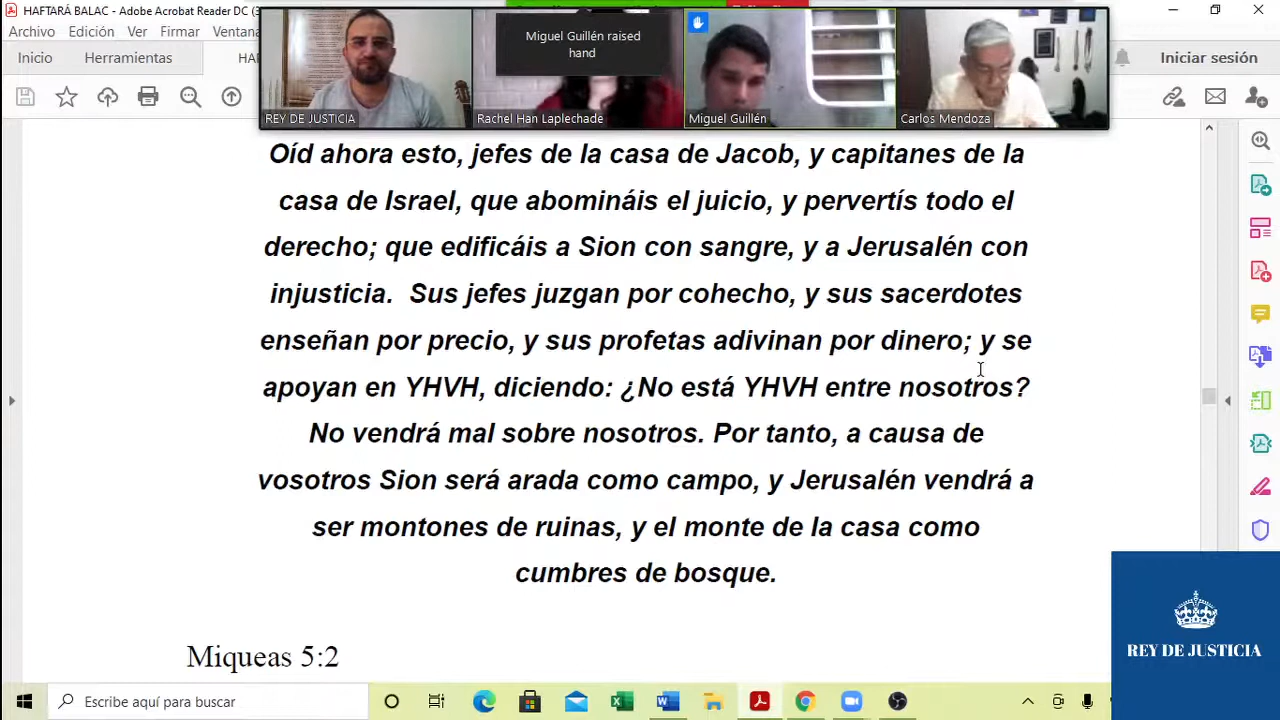 HAFTARÁ BALAC - Adobe Acrobat Reader DC (3
Archivo Edición Ver Firmar Ventana
Inicio Herramientas HA
Iniciar sesión
Miguel Guillén raised
hand
REY DE JUSTICIA
Rachel Han Laplechade
Miguel Guillén
Carlos Mendoza
Oíd ahora esto, jefes de la casa de Jacob, y capitanes de la
casa de Israel, que abomináis el juicio, y pervertís todo el
derecho; que edificáis a Sion con sangre, y a Jerusalén con
injusticia. Sus jefes juzgan por cohecho, y sus sacerdotes
enseñan por precio, y sus profetas adivinan por dinero; y se
apoyan en YHVH, diciendo: ¿No está YHVH entre nosotros?
No vendrá mal sobre nosotros. Por tanto, a causa de
vosotros Sion será arada como campo, y Jerusalén vendrá a
ser montones de ruinas, y el monte de la casa como
cumbres de bosque.
Miqueas 5:2
REY DE JUSTICIA
Escribe aquí para buscar